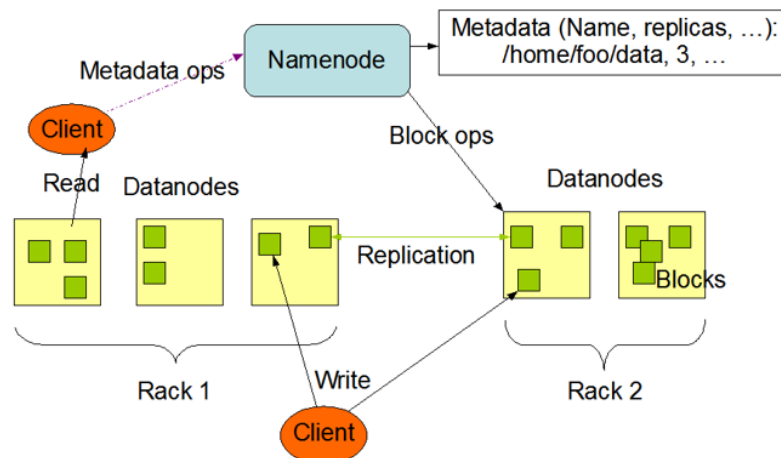 Metadata (Name, replicas, …):
/home/foo/data, 3, …
Namenode
Metadata ops
Client
Block ops
Read
Datanodes
Datanodes
Replication
Blocks
Rack 1
Write
Rack 2
Client